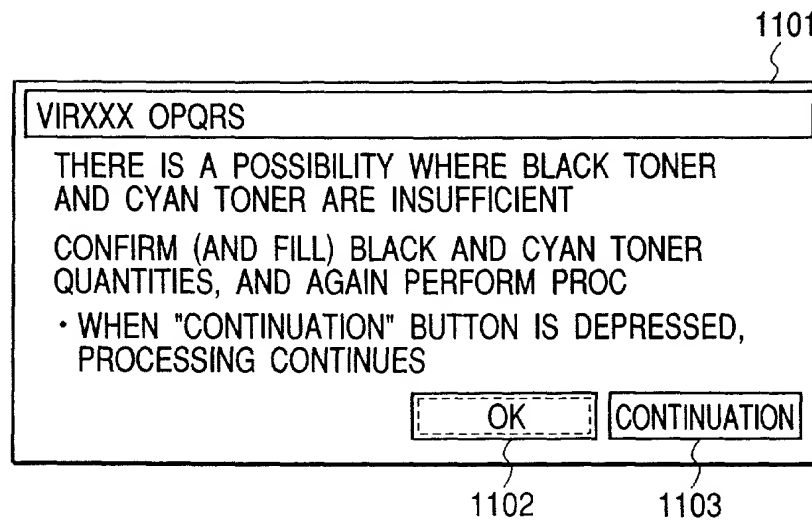 1101
VIRXXX OPQRS
THERE IS A POSSIBILITY WHERE BLACK TONER
AND CYAN TONER ARE INSUFFICIENT
CONFIRM (AND FILL) BLACK AND CYAN TONER
QUANTITIES, AND AGAIN PERFORM PROC
· WHEN "CONTINUATION" BUTTON IS DEPRESSED,
PROCESSING CONTINUES
OK CONTINUATION
1102 1103